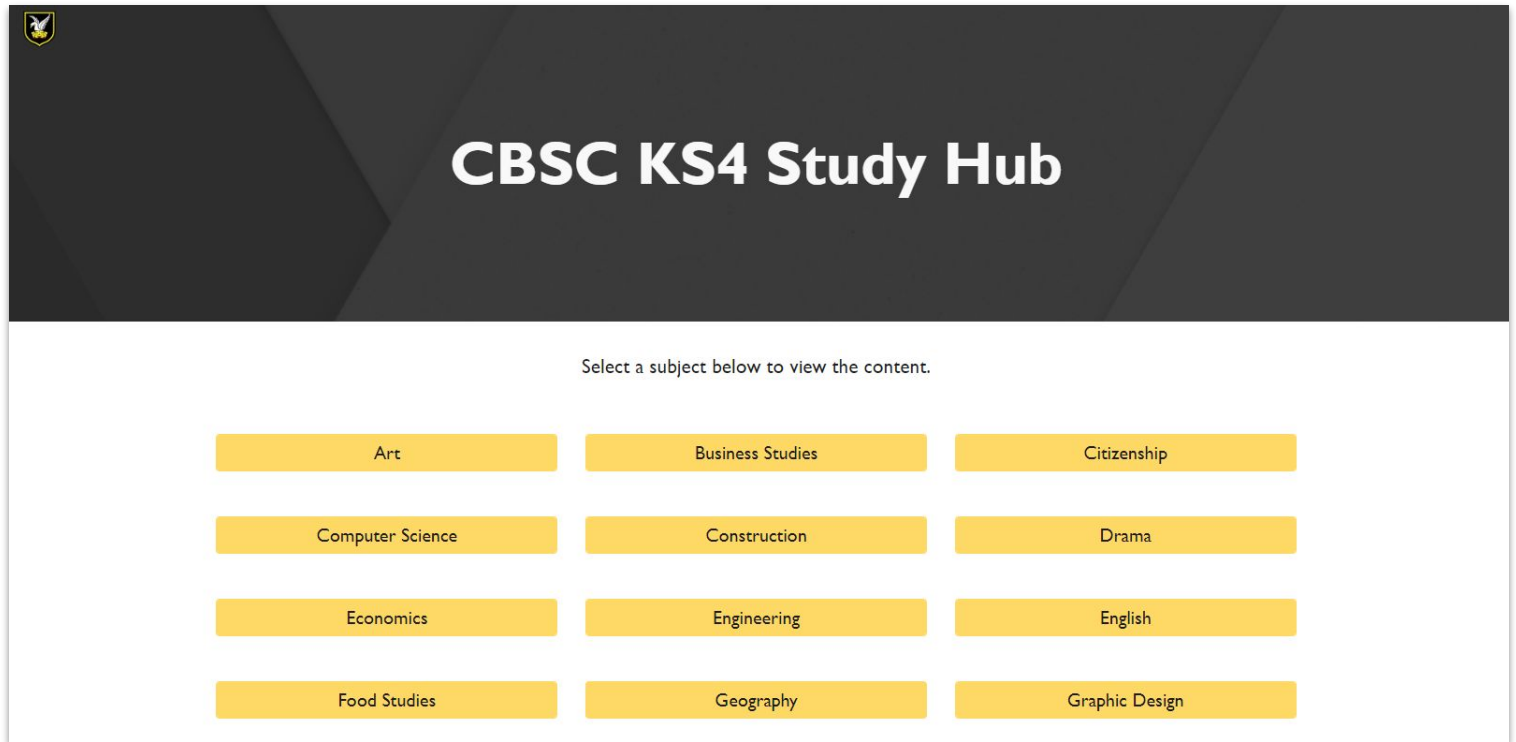 CBSC KS4 Study Hub
Select a subject below to view the content.
Art
Business Studies
Citizenship
Computer Science
Construction
Drama
Economics
Engineering
English
Food Studies
Geography
Graphic Design